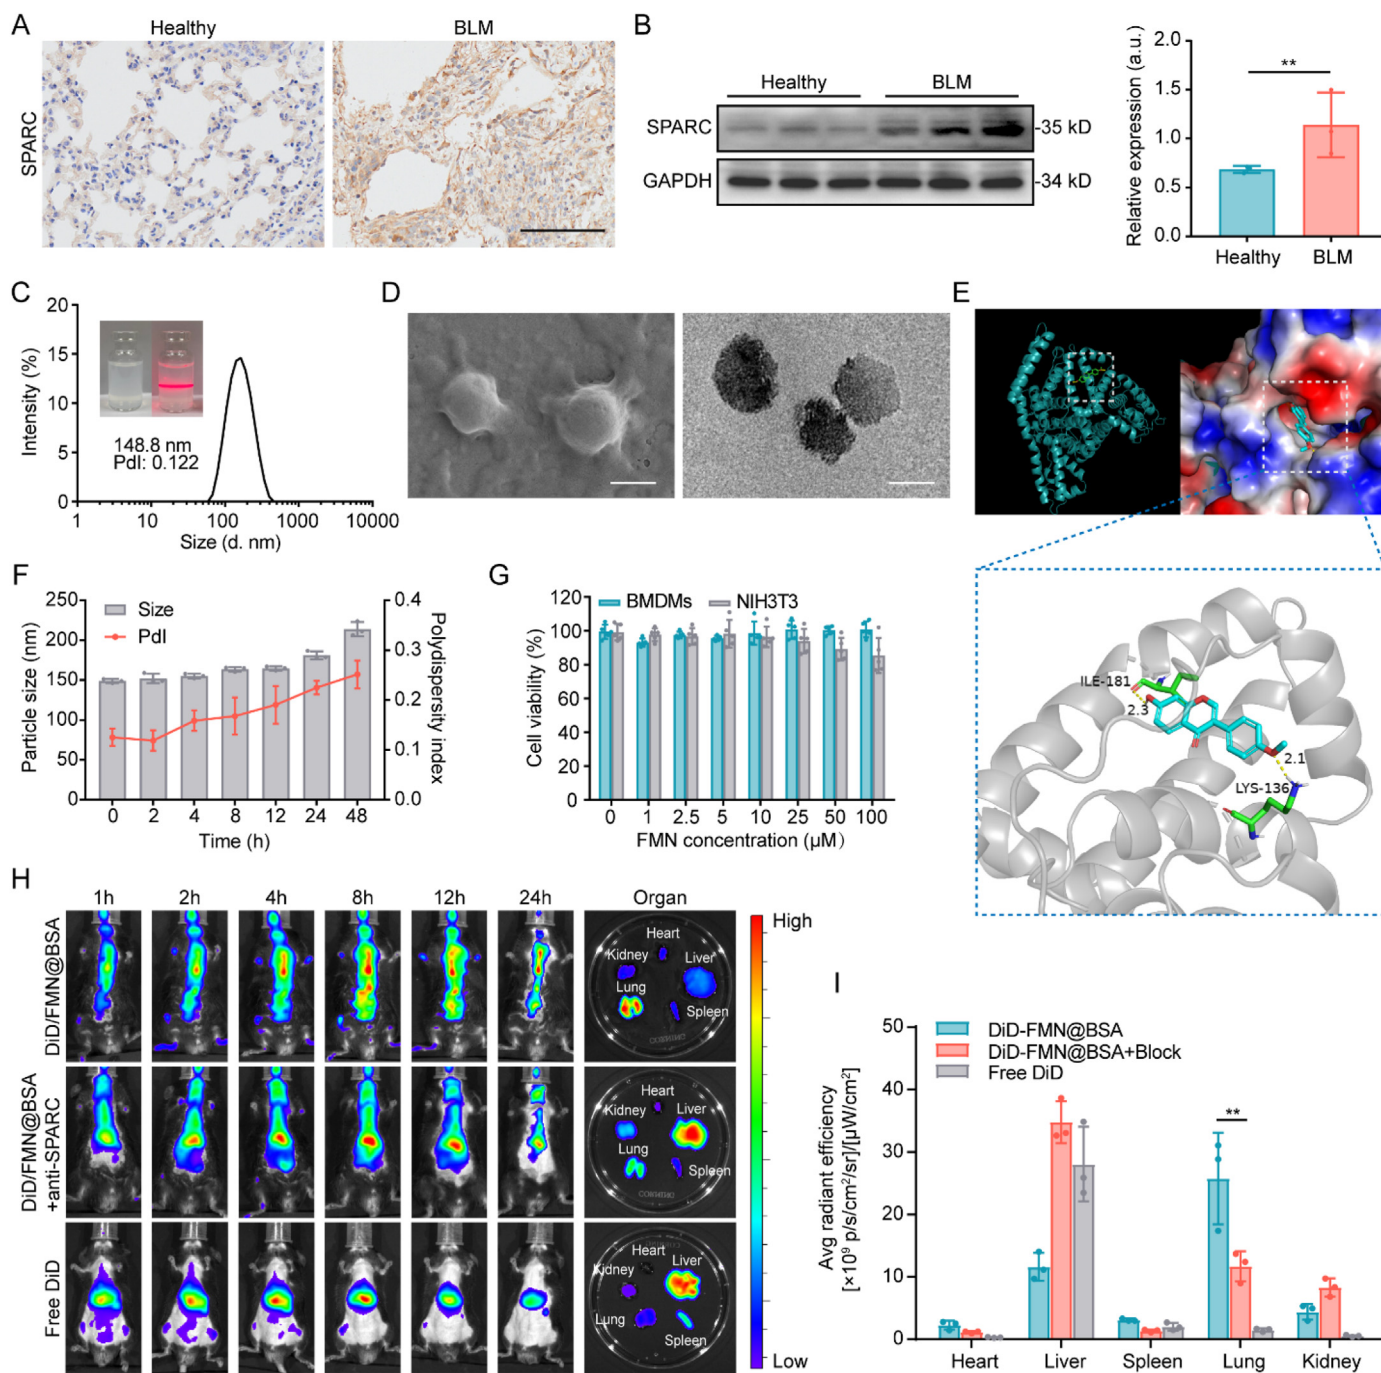 A
Healthy
BLM
SPARC
B
Healthy
BLM
SPARC
-35 kD
GAPDH
-34 kD
Relative expression (a.u.)
2.0
1.5
1.0
0.5
0.0
**
Healthy
BLM
C
Intensity (%)
20
15
10
5
0
148.8 nm
PdI: 0.122
1
10
100
1000
10000
Size (d. nm)
D
E
ILE-181
2.3
2.1
LYS-136
F
Particle size (nm)
250
200
150
100
50
0
Size
PdI
0.4
0.3
0.2
0.1
0.0
Polydispersity index
0
2
4
8
12
24
48
Time (h)
G
Cell viability (%)
120
100
80
60
40
20
0
BMDMs
NIH3T3
0
1
2.5
5
10
25
50
100
FMN concentration (µM)
H
1h
2h
4h
8h
12h
24h
Organ
DiD/FMN@BSA
Heart
Kidney
Liver
Lung
Spleen
DiD/FMN@BSA
+anti-SPARC
Heart
Kidney
Liver
Lung
Spleen
Free DiD
Heart
Kidney
Liver
Lung
Spleen
High
Low
I
Avg radiant efficiency
[×10⁹ p/s/cm²/sr]/[µW/cm²]
50
40
30
20
10
0
DiD-FMN@BSA
DiD-FMN@BSA+Block
Free DiD
**
Heart
Liver
Spleen
Lung
Kidney